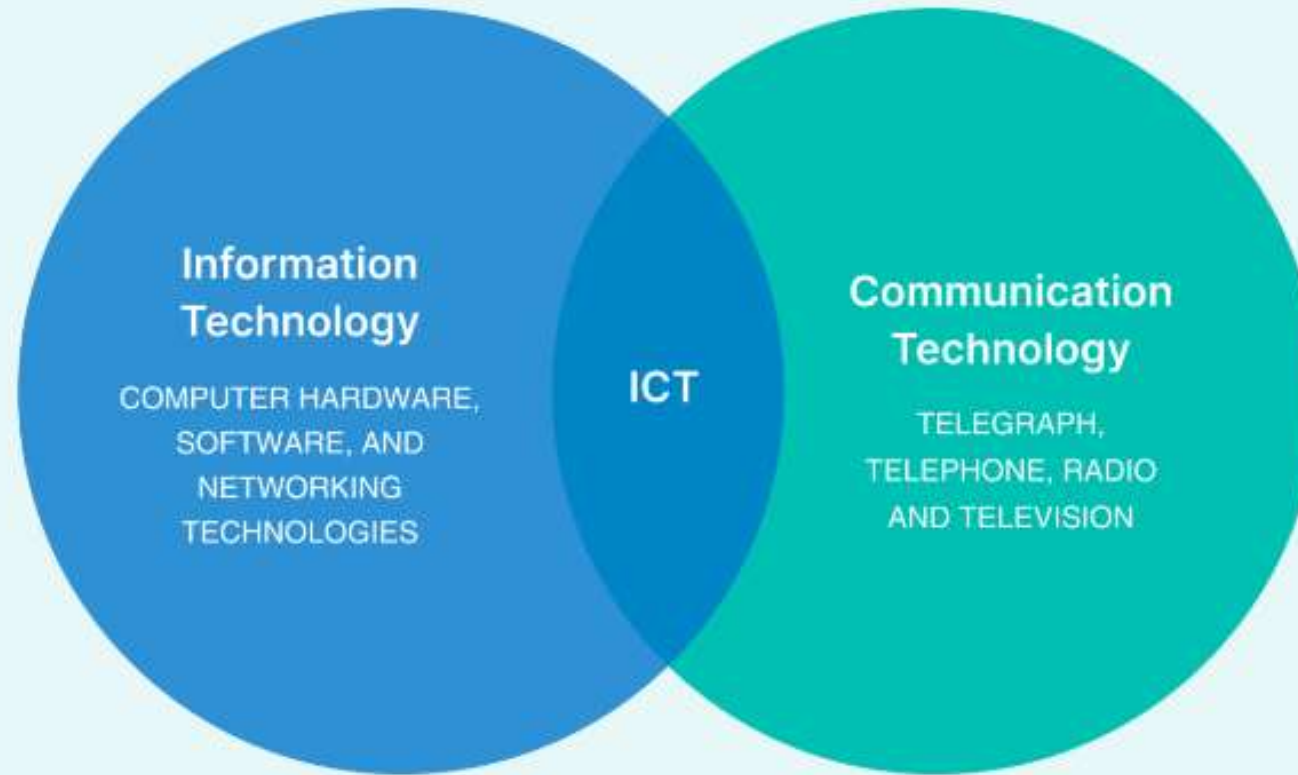 Information
Technology
COMPUTER HARDWARE,
SOFTWARE, AND
NETWORKING
TECHNOLOGIES
ICT
Communication
Technology
TELEGRAPH,
TELEPHONE, RADIO
AND TELEVISION